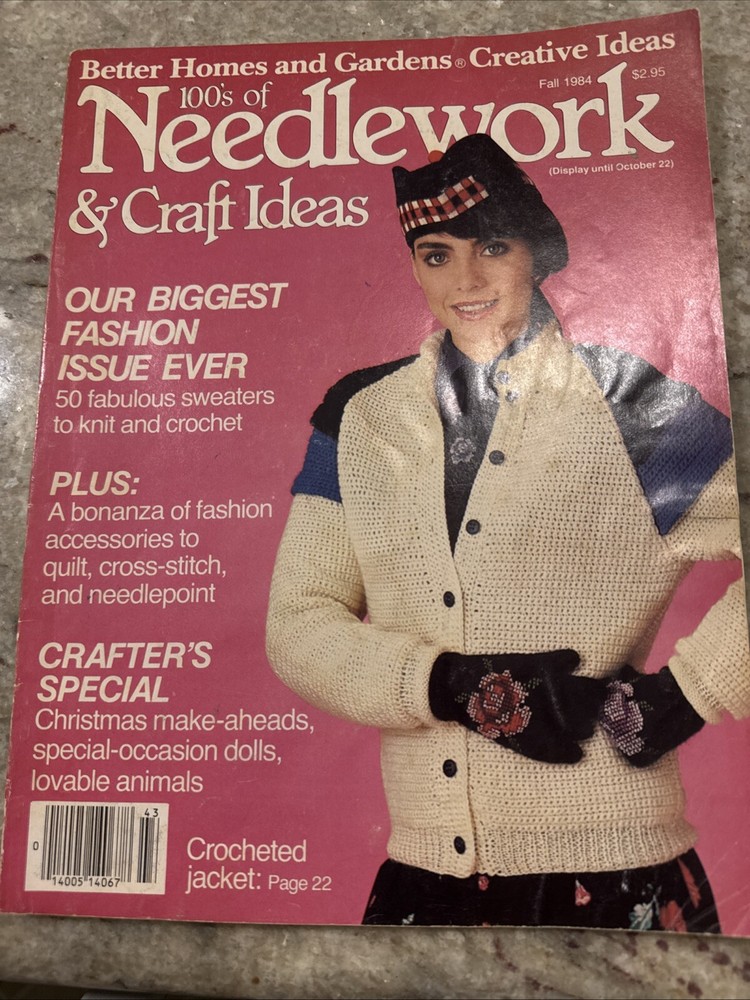 Better Homes and Gardens® Creative Ideas
Fall 1984
$2.95
100's of
Needlework
(Display until October 22)
& Craft Ideas
OUR BIGGEST
FASHION
ISSUE EVER
50 fabulous sweaters
to knit and crochet
PLUS:
A bonanza of fashion
accessories to
quilt, cross-stitch,
and needlepoint
CRAFTER'S
SPECIAL
Christmas make-aheads,
special-occasion dolls,
lovable animals
43
0
14005 14067
Crocheted
jacket: Page 22